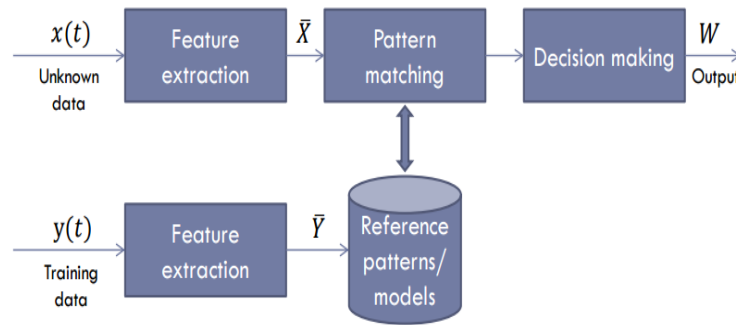 x(t)
Unknown
data
Feature
extraction
X̄
Pattern
matching
Decision making
W
Output
y(t)
Training
data
Feature
extraction
Ȳ
Reference
patterns/
models